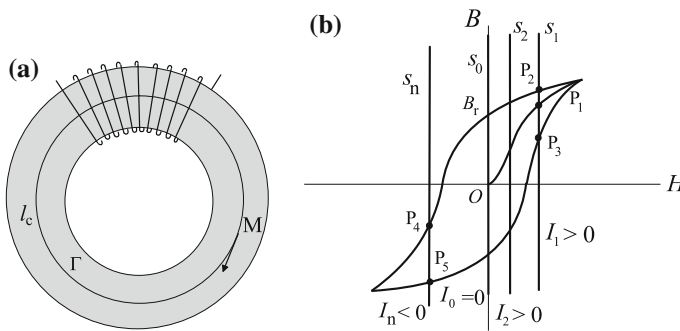 (a)
l_c
Γ
M
(b)
B
s_n
s_0
s_2
s_1
P_2
B_r
P_1
P_3
O
H
P_4
P_5
I_1 > 0
I_n < 0
I_0 = 0
I_2 > 0